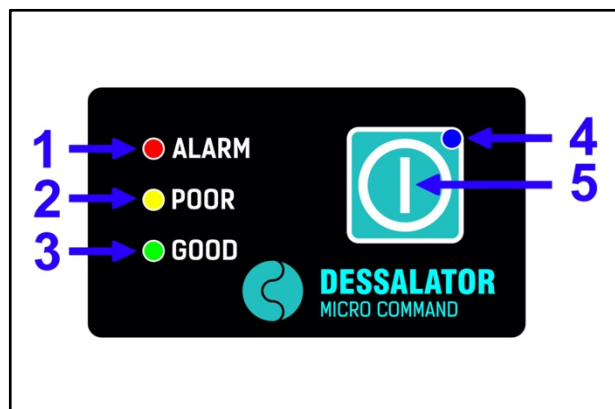 1 ALARM 4
2 POOR 5
3 GOOD
DESSALATOR
MICRO COMMAND